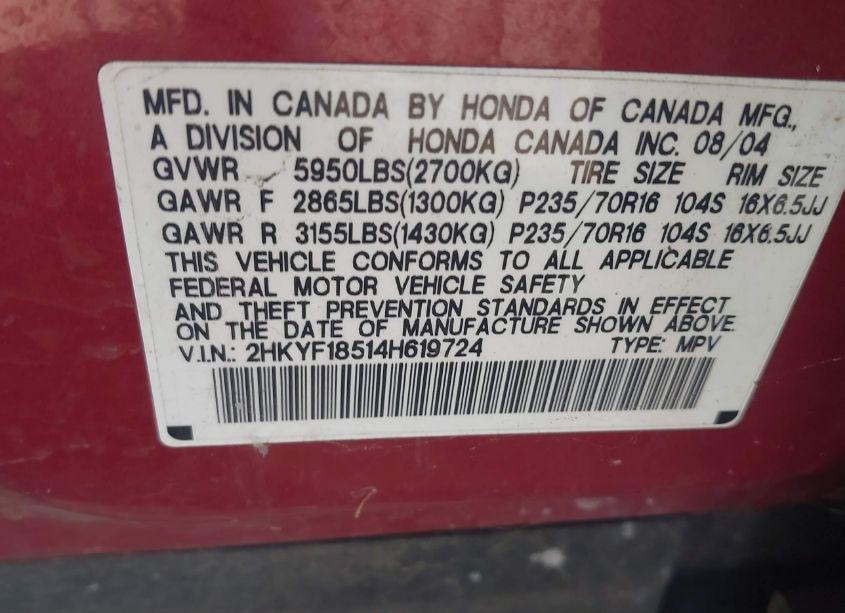 MFD. IN CANADA BY HONDA OF CANADA MFG.,
A DIVISION OF HONDA CANADA INC. 08/04
GVWR 5950LBS(2700KG) TIRE SIZE RIM SIZE
GAWR F 2865LBS(1300KG) P235/70R16 104S 16X6.5JJ
GAWR R 3155LBS(1430KG) P235/70R16 104S 16X6.5JJ
THIS VEHICLE CONFORMS TO ALL APPLICABLE
FEDERAL MOTOR VEHICLE SAFETY
AND THEFT PREVENTION STANDARDS IN EFFECT
ON THE DATE OF MANUFACTURE SHOWN ABOVE.
V.I.N.: 2HKYF18514H619724 TYPE: MPV